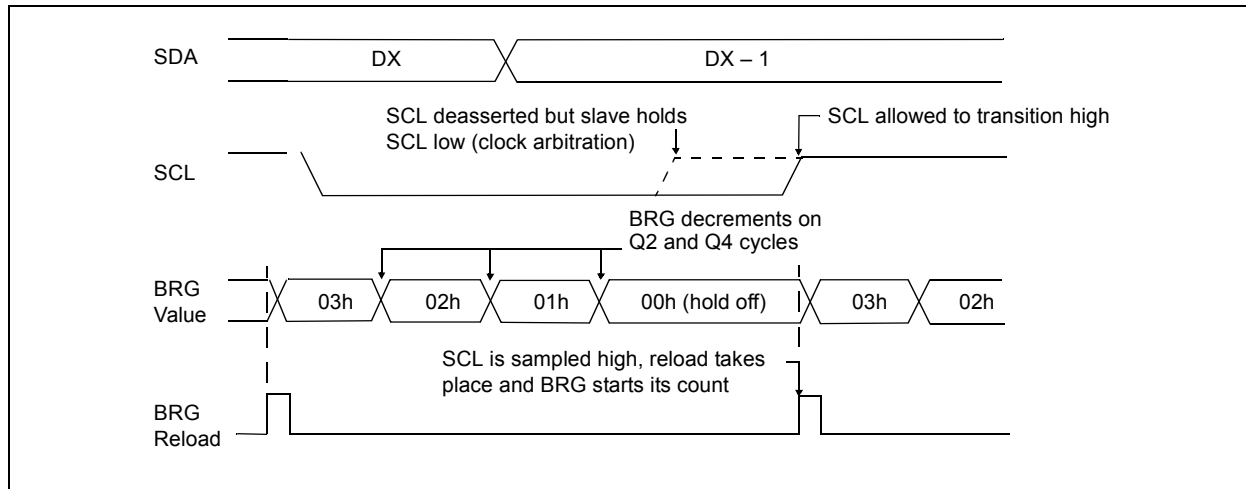 SDA
DX
DX – 1
SCL deasserted but slave holds
SCL low (clock arbitration)
SCL allowed to transition high
SCL
BRG decrements on
Q2 and Q4 cycles
BRG
Value
03h
02h
01h
00h (hold off)
03h
02h
SCL is sampled high, reload takes
place and BRG starts its count
BRG
Reload